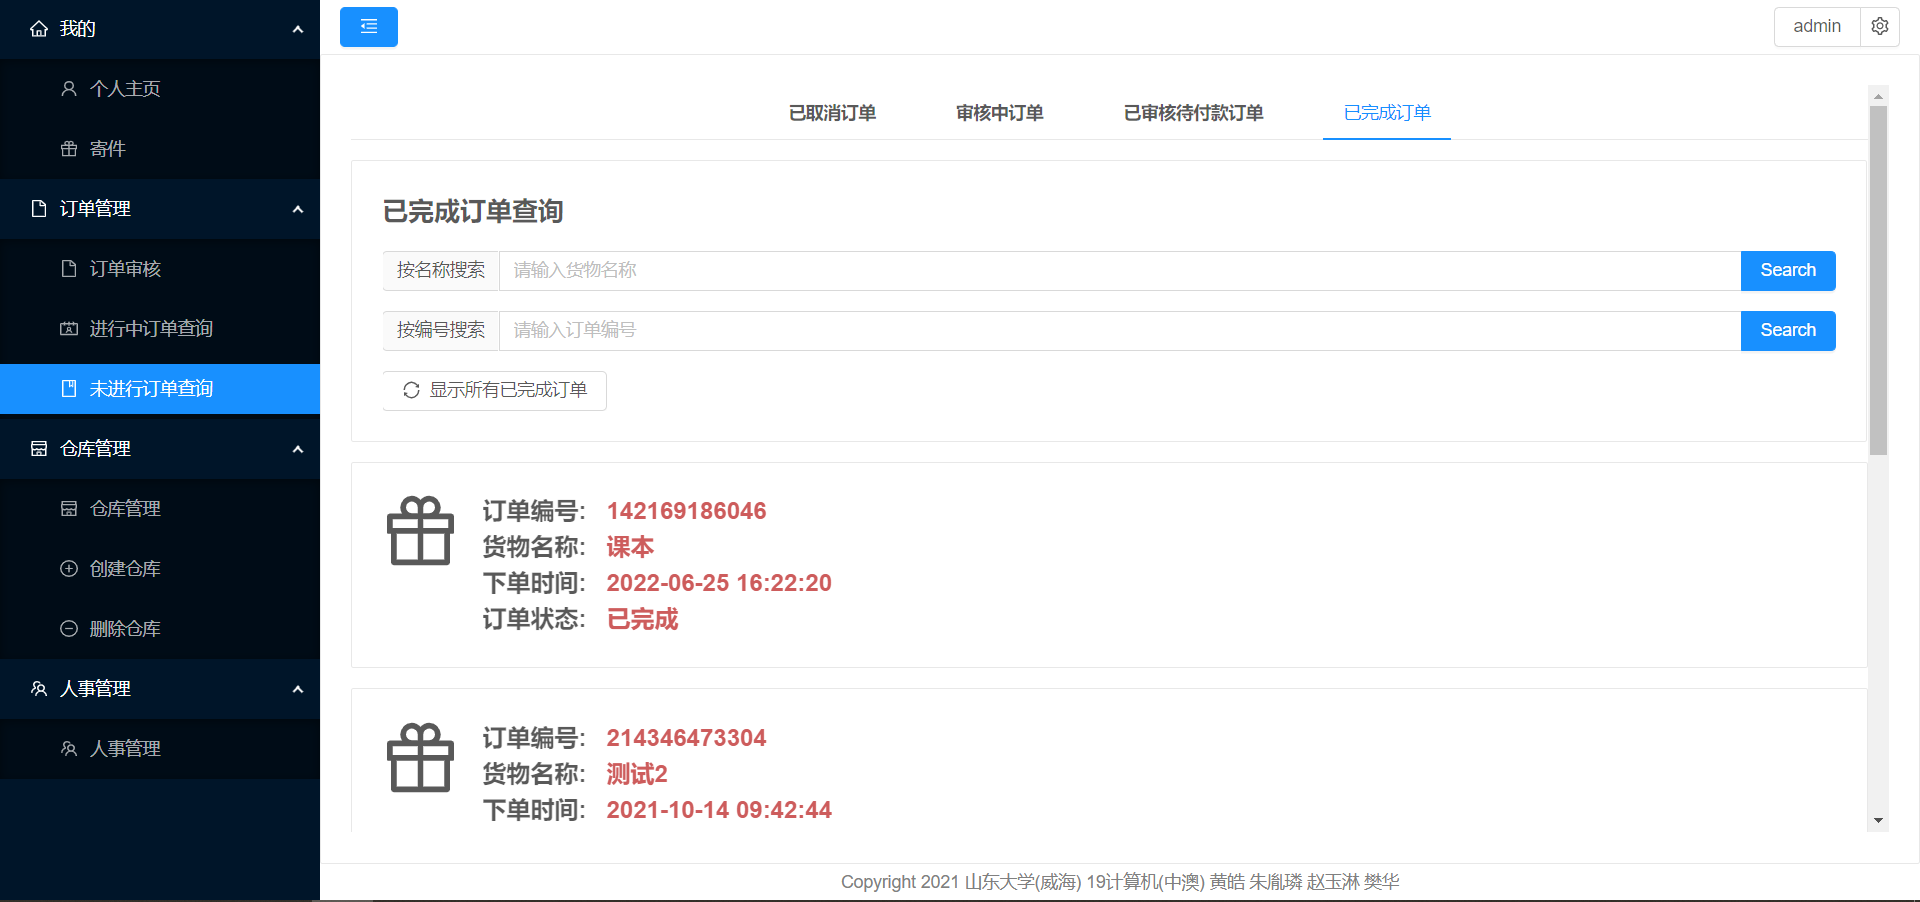 我的
个人主页
寄件
订单管理
订单审核
进行中订单查询
未进行订单查询
仓库管理
仓库管理
创建仓库
删除仓库
人事管理
人事管理
admin
已取消订单 审核中订单 已审核待付款订单 已完成订单
已完成订单查询
按名称搜索 请输入货物名称 Search
按编号搜索 请输入订单编号 Search
显示所有已完成订单
订单编号: 142169186046
货物名称: 课本
下单时间: 2022-06-25 16:22:20
订单状态: 已完成
订单编号: 214346473304
货物名称: 测试2
下单时间: 2021-10-14 09:42:44
Copyright 2021 山东大学(威海) 19计算机(中澳) 黄皓 朱胤璘 赵玉淋 樊华